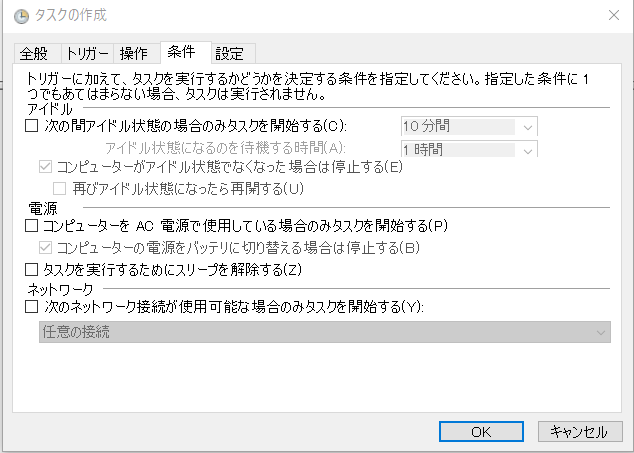 タスクの作成
全般 トリガー 操作 条件 設定
トリガーに加えて、タスクを実行するかどうかを決定する条件を指定してください。指定した条件に 1
つでもあてはまらない場合、タスクは実行されません。
アイドル
次の間アイドル状態の場合のみタスクを開始する(C): 10 分間
アイドル状態になるのを待機する時間(A): 1 時間
コンピューターがアイドル状態でなくなった場合は停止する(E)
再びアイドル状態になったら再開する(U)
電源
コンピューターを AC 電源で使用している場合のみタスクを開始する(P)
コンピューターの電源をバッテリに切り替える場合は停止する(B)
タスクを実行するためにスリープを解除する(Z)
ネットワーク
次のネットワーク接続が使用可能な場合のみタスクを開始する(Y):
任意の接続
OK キャンセル